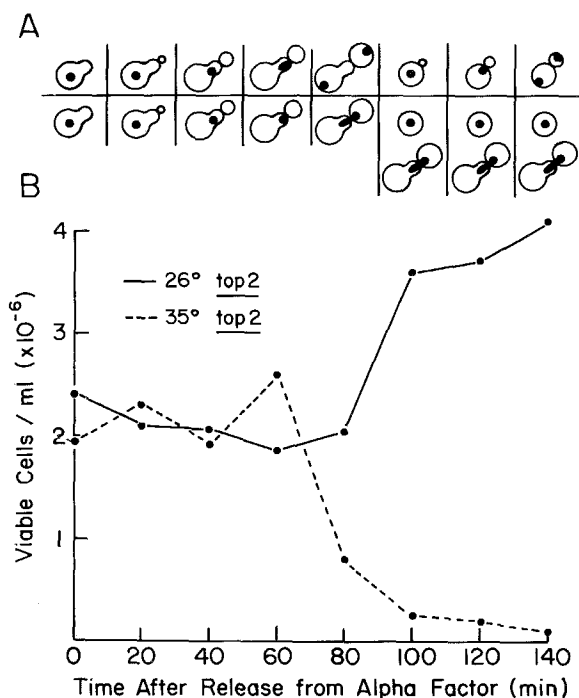 A
B
4
3
2
1
Viable Cells / ml (x10⁻⁶)
26° top2
35° top2
0 20 40 60 80 100 120 140
Time After Release from Alpha Factor (min)